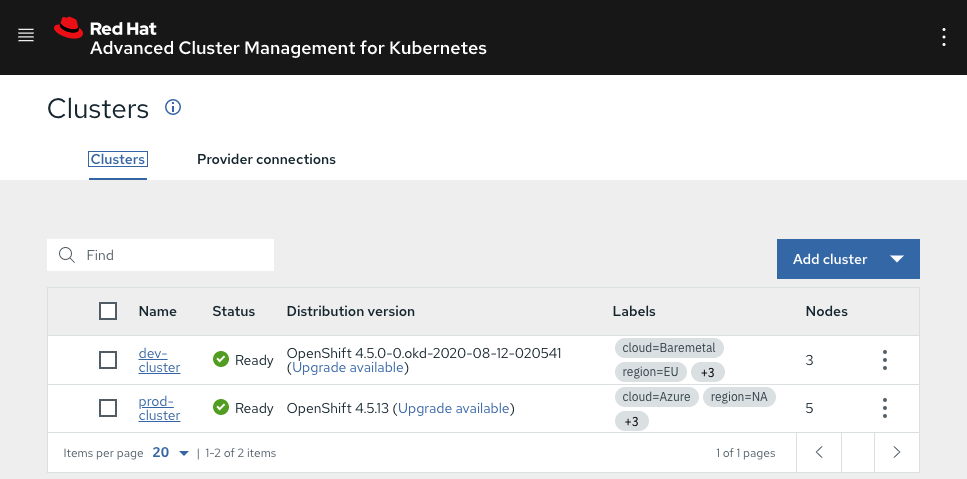 Red Hat
Advanced Cluster Management for Kubernetes
Clusters
Clusters Provider connections
Find
Add cluster
Name Status Distribution version Labels Nodes
dev-
cluster
Ready
OpenShift 4.5.0-0.okd-2020-08-12-020541
(Upgrade available)
cloud=Baremetal
region=EU +3
3
prod-
cluster
Ready
OpenShift 4.5.13 (Upgrade available)
cloud=Azure region=NA
+3
5
Items per page 20 | 1-2 of 2 items
1 of 1 pages